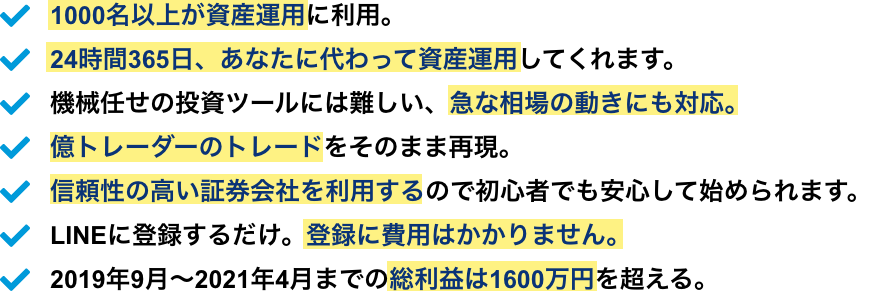 1000名以上が資産運用に利用。
24時間365日、あなたに代わって資産運用してくれます。
機械任せの投資ツールには難しい、急な相場の動きにも対応。
億トレーダーのトレードをそのまま再現。
信頼性の高い証券会社を利用するので初心者でも安心して始められます。
LINEに登録するだけ。登録に費用はかかりません。
2019年9月〜2021年4月までの総利益は1600万円を超える。